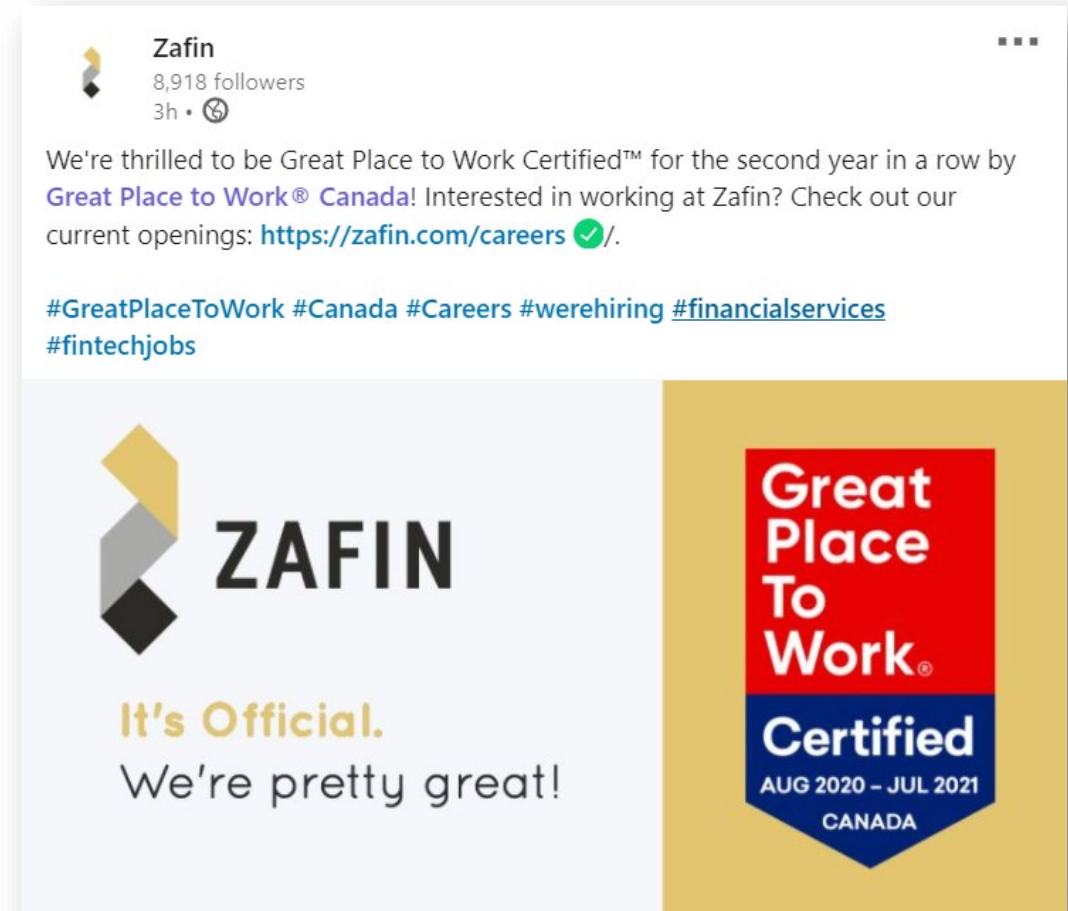 Zafin
8,918 followers
3h •
We're thrilled to be Great Place to Work Certified™ for the second year in a row by
Great Place to Work® Canada! Interested in working at Zafin? Check out our
current openings: https://zafin.com/careers /.
#GreatPlaceToWork #Canada #Careers #werehiring #financialservices
#fintechjobs
ZAFIN
It's Official.
We're pretty great!
Great
Place
To
Work®
Certified
AUG 2020 – JUL 2021
CANADA